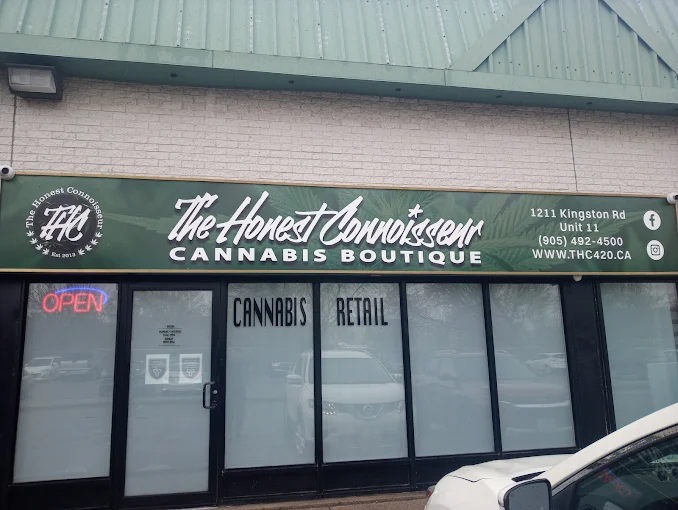 The Honest Connoisseur
THC
Est 2013
The Honest Connoisseur
CANNABIS BOUTIQUE
1211 Kingston Rd
Unit 11
(905) 492-4500
WWW.THC420.CA
OPEN
CANNABIS RETAIL